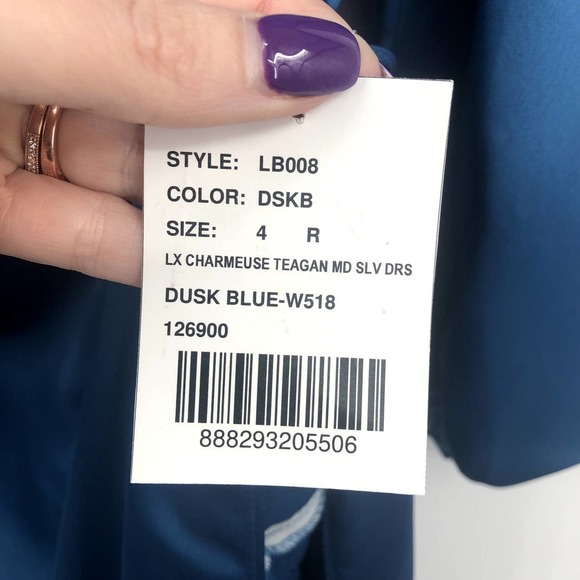 STYLE: LB008
COLOR: DSKB
SIZE: 4 R
LX CHARMEUSE TEAGAN MD SLV DRS
DUSK BLUE-W518
126900
888293205506